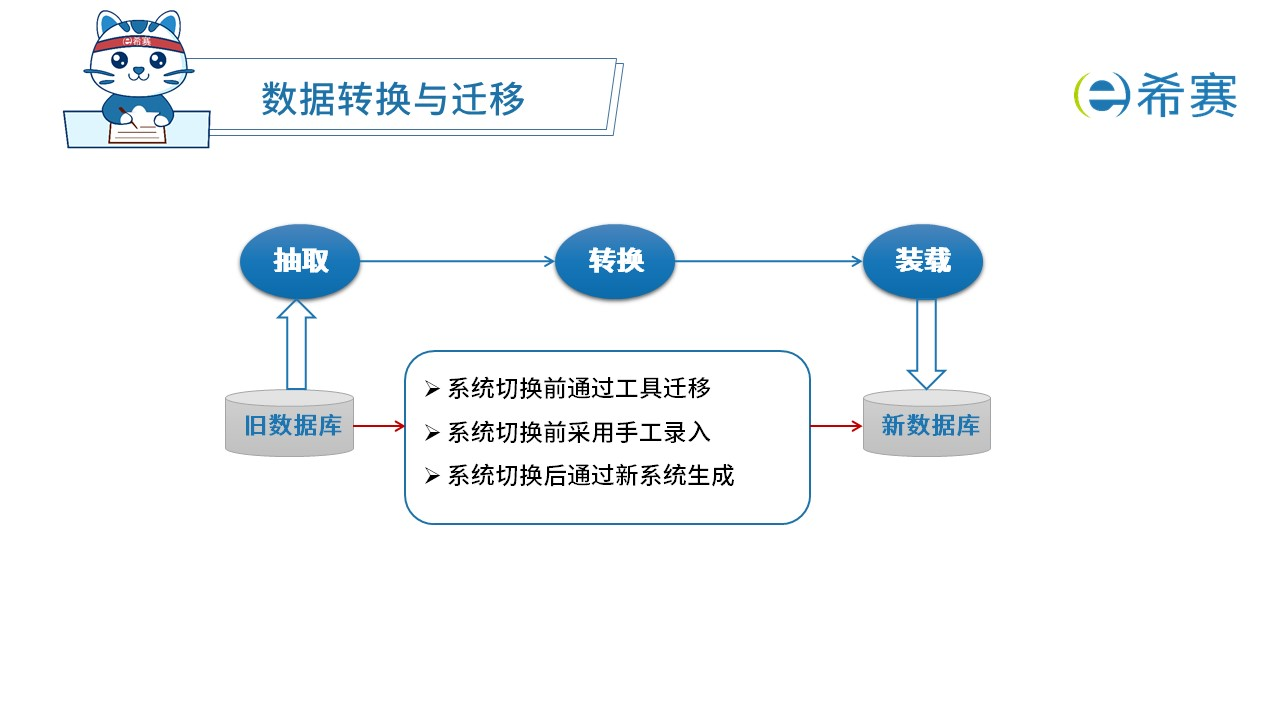 希赛
数据转换与迁移
希赛
抽取
转换
装载
系统切换前通过工具迁移
旧数据库
系统切换前采用手工录入
新数据库
系统切换后通过新系统生成